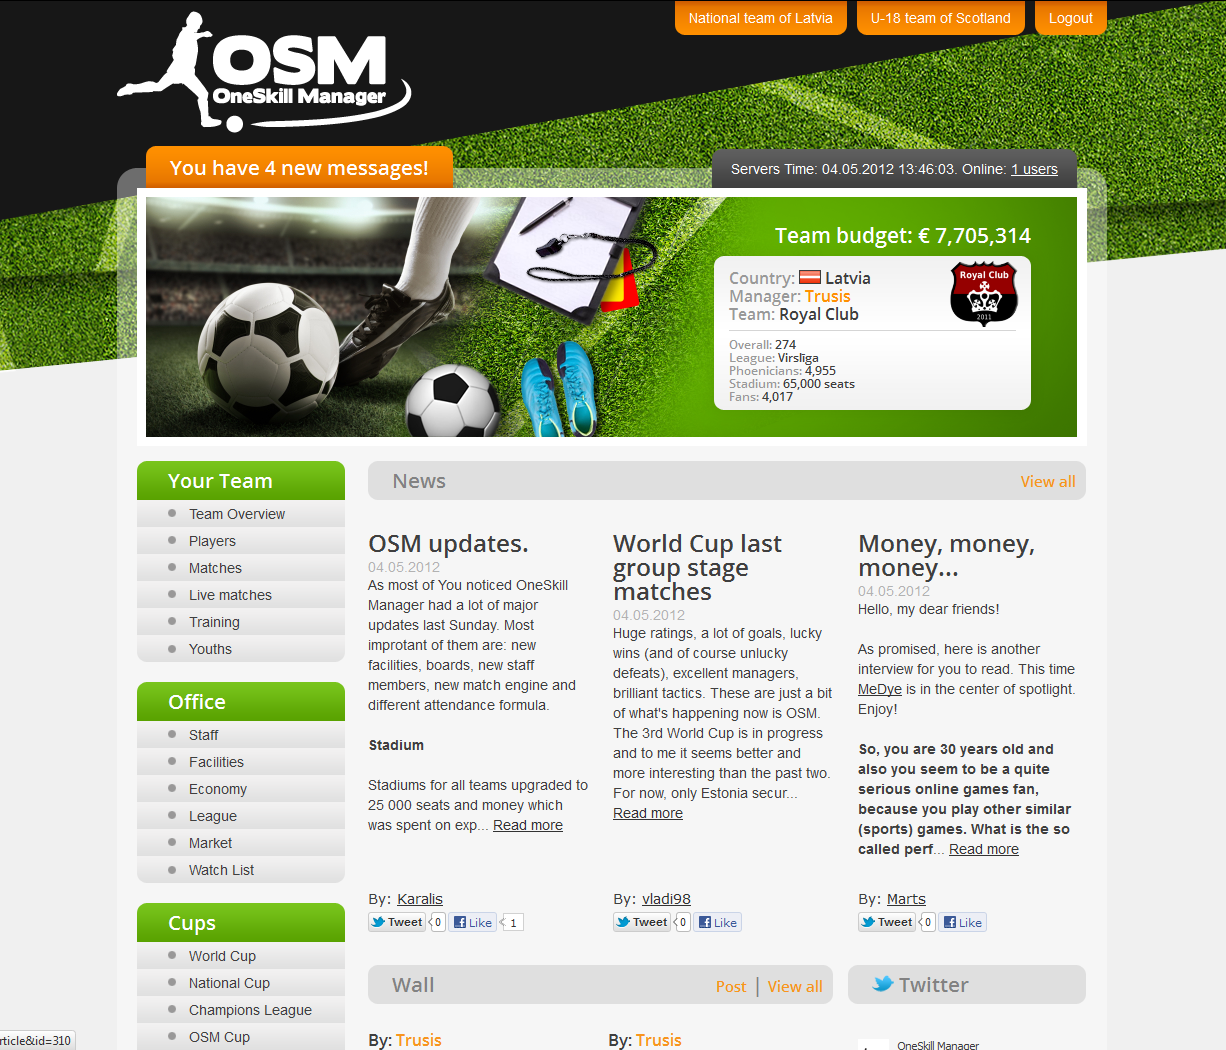 National team of Latvia
U-18 team of Scotland
Logout
OSM
OneSkill Manager
You have 4 new messages!
Servers Time: 04.05.2012 13:46:03. Online: 1 users
Team budget: € 7,705,314
Country: Latvia
Manager: Trusis
Team: Royal Club
Royal Club
2011
Overall: 274
League: Virslīga
Phoenicians: 4,955
Stadium: 65,000 seats
Fans: 4,017
Your Team
Team Overview
Players
Matches
Live matches
Training
Youths
Office
Staff
Facilities
Economy
League
Market
Watch List
Cups
World Cup
National Cup
Champions League
OSM Cup
rticle&id=310
News
View all
OSM updates.
04.05.2012
As most of You noticed OneSkill
Manager had a lot of major
updates last Sunday. Most
improtant of them are: new
facilities, boards, new staff
members, new match engine and
different attendance formula.
Stadium
Stadiums for all teams upgraded to
25 000 seats and money which
was spent on exp... Read more
By: Karalis
Tweet 0 Like 1
World Cup last
group stage
matches
04.05.2012
Huge ratings, a lot of goals, lucky
wins (and of course unlucky
defeats), excellent managers,
brilliant tactics. These are just a bit
of what's happening now is OSM.
The 3rd World Cup is in progress
and to me it seems better and
more interesting than the past two.
For now, only Estonia secur...
Read more
By: vladi98
Tweet 0 Like
Money, money,
money...
04.05.2012
Hello, my dear friends!
As promised, here is another
interview for you to read. This time
MeDye is in the center of spotlight.
Enjoy!
So, you are 30 years old and
also you seem to be a quite
serious online games fan,
because you play other similar
(sports) games. What is the so
called perf... Read more
By: Marts
Tweet 0 Like
Wall
Post | View all
By: Trusis
By: Trusis
Twitter
OneSkill Manager